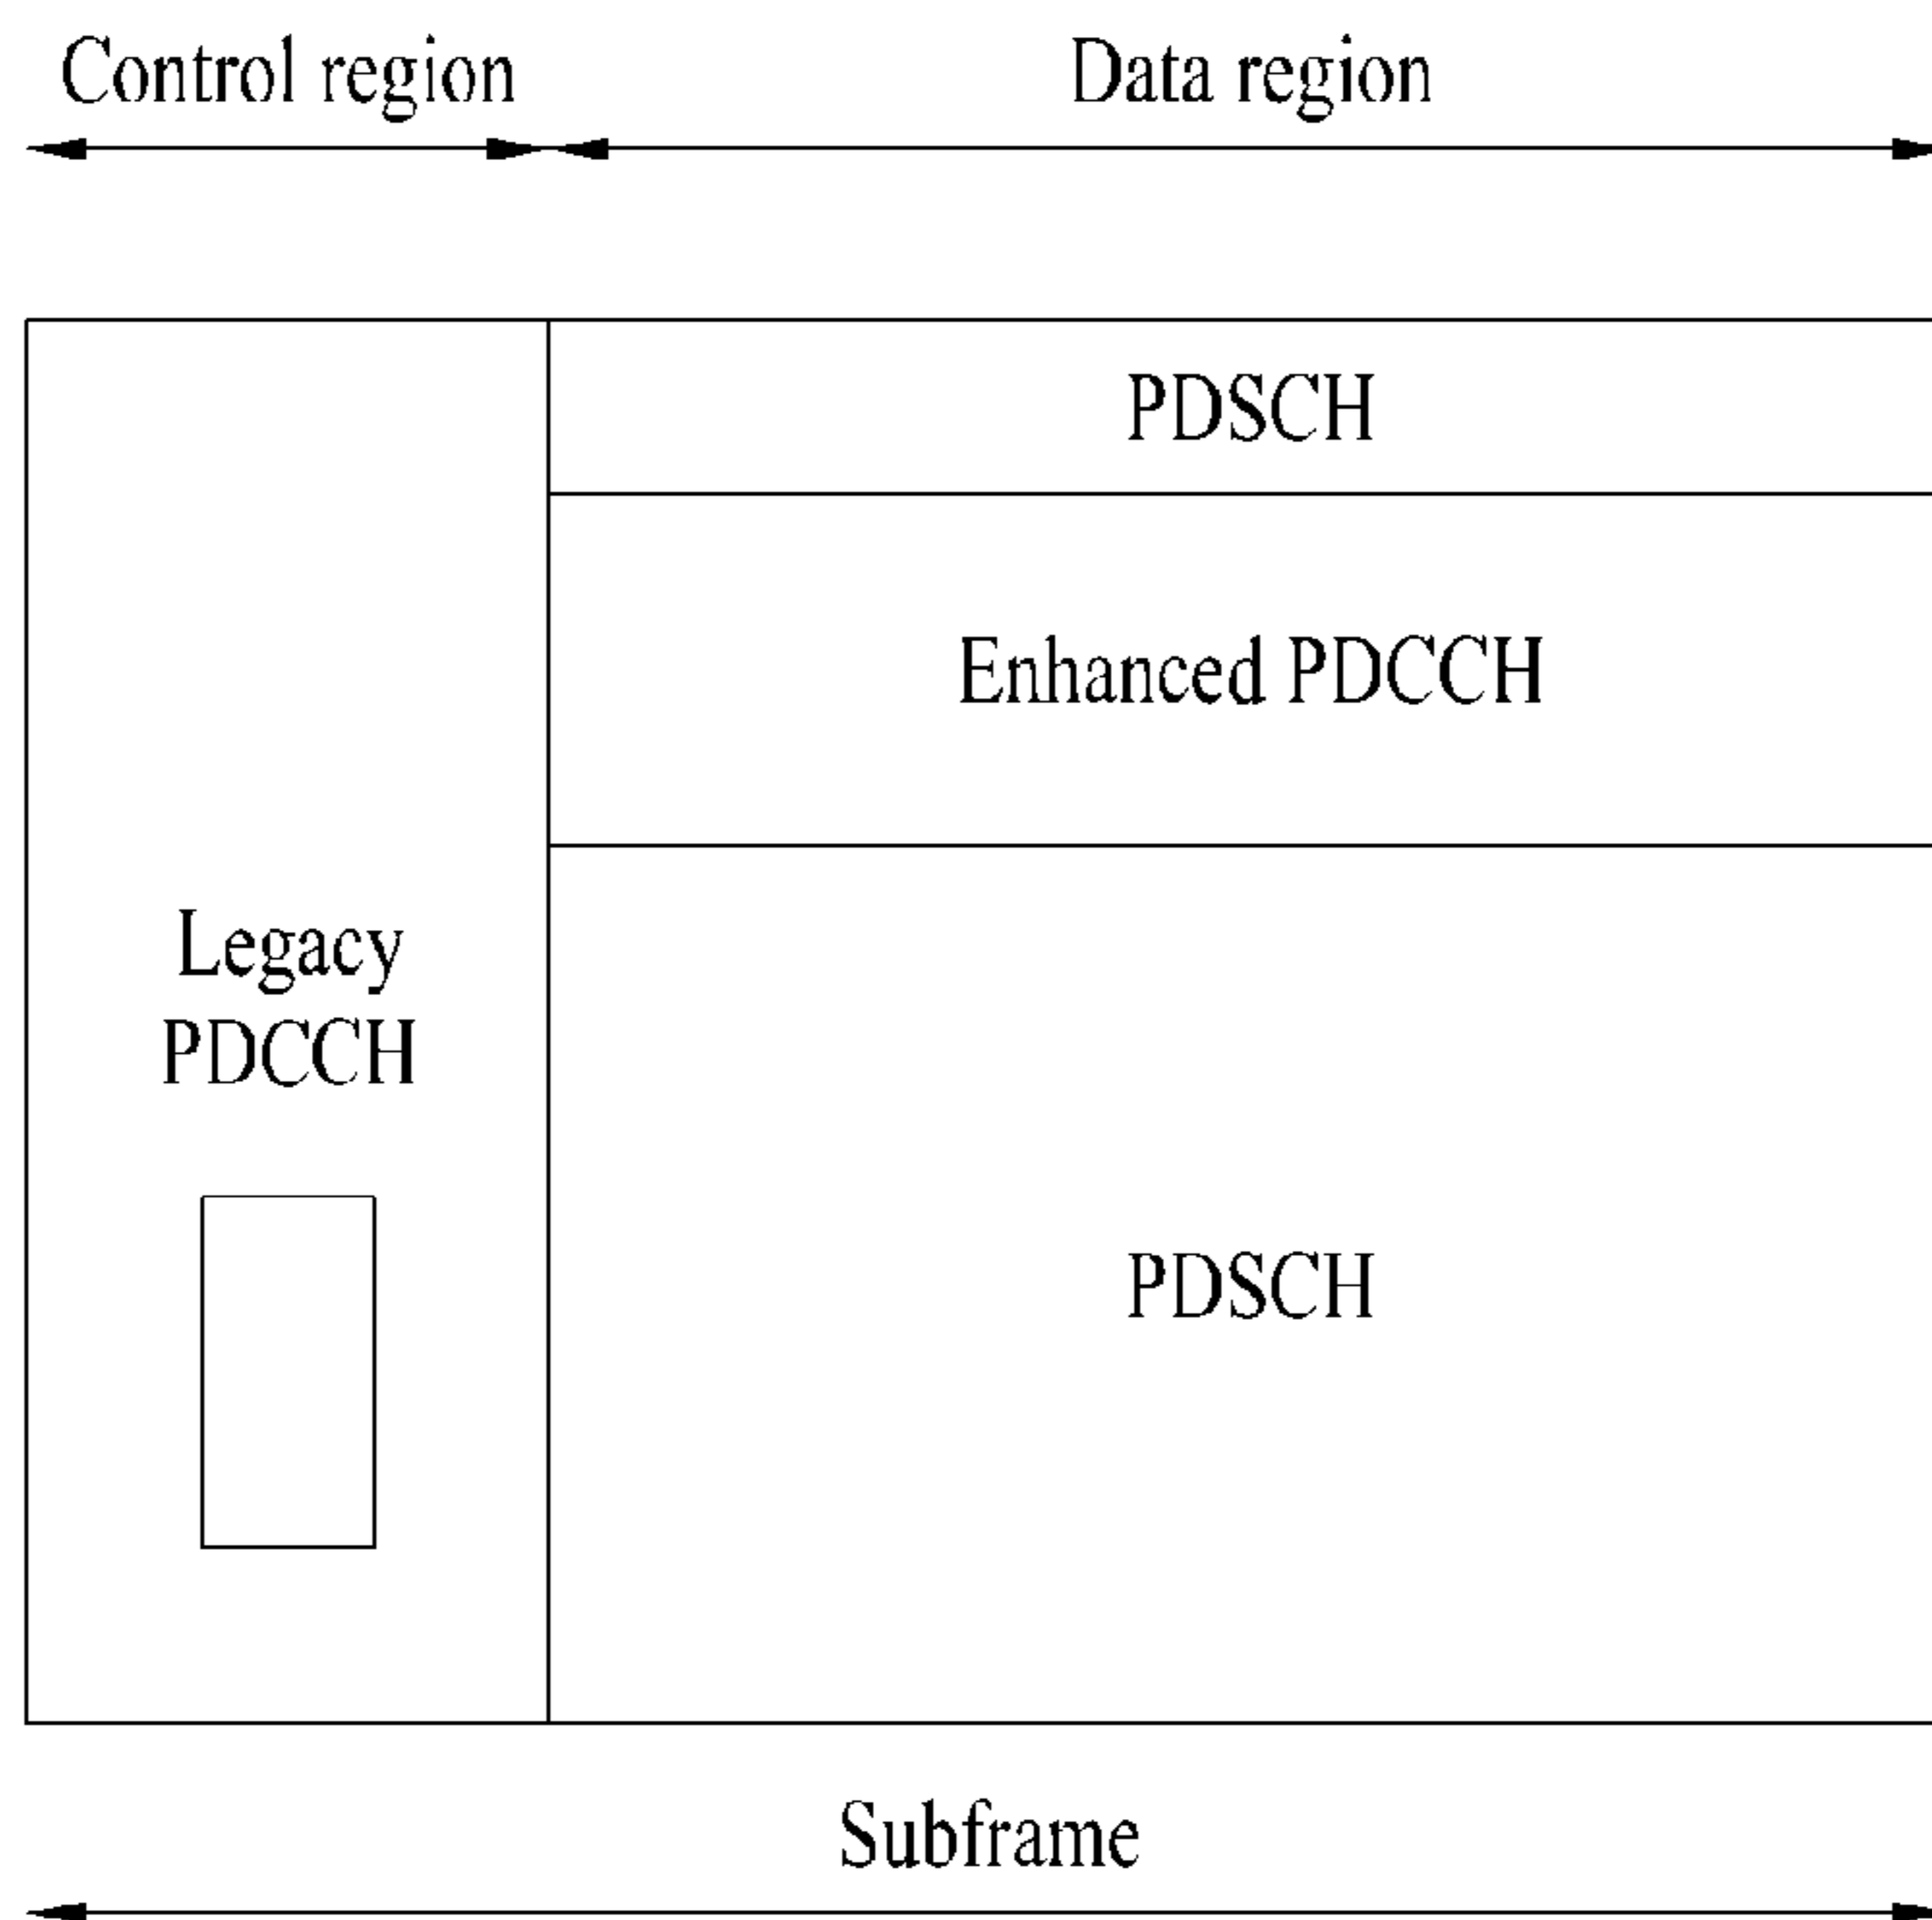 Control region
Data region
PDSCH
Enhanced PDCCH
Legacy
PDCCH
PDSCH
Subframe